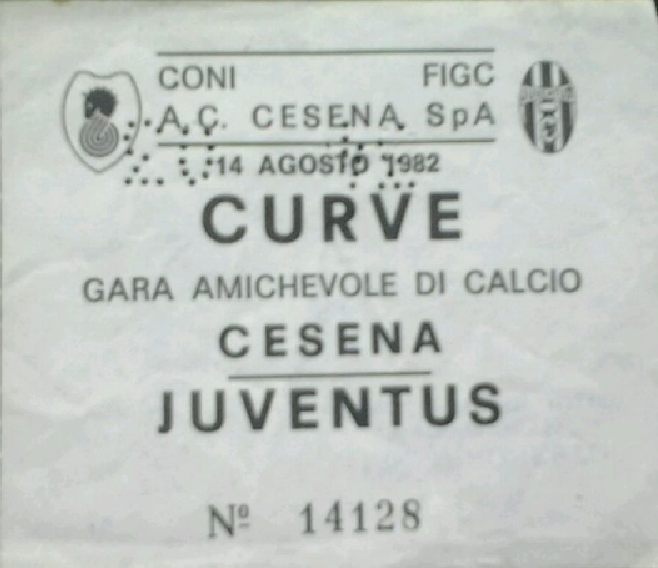 CONI FIGC
A.C. CESENA SpA
14 AGOSTO 1982
CURVE
GARA AMICHEVOLE DI CALCIO
CESENA
JUVENTUS
Nº 14128